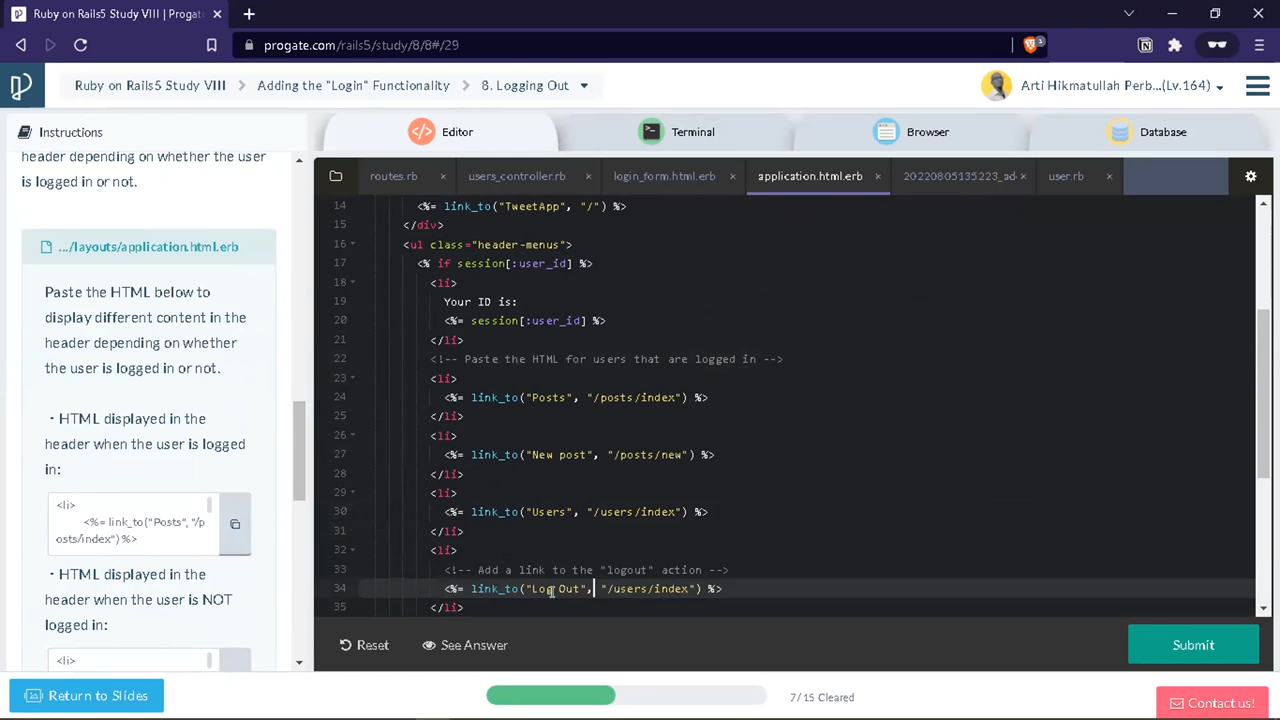 Ruby on Rails5 Study VIII | Progate
progate.com/rails5/study/8/8#/29
3
Ruby on Rails5 Study VIII
Adding the "Login" Functionality
8. Logging Out
Arti Hikmatullah Perb...(Lv.164)
Instructions
Editor
Terminal
Browser
Database
header depending on whether the user
is logged in or not.
.../layouts/application.html.erb
Paste the HTML below to
display different content in the
header depending on whether
the user is logged in or not.
・HTML displayed in the
header when the user is logged
in:
<li>
<%= link_to("Posts", "/p
osts/index") %>
・HTML displayed in the
header when the user is NOT
logged in:
<li>
routes.rb ×
users_controller.rb ×
login_form.html.erb ×
application.html.erb ×
20220805135223_ad ×
user.rb ×
14 <%= link_to("TweetApp", "/") %>
15 </div>
16 <ul class="header-menus">
17 <% if session[:user_id] %>
18 <li>
19 Your ID is:
20 <%= session[:user_id] %>
21 </li>
22 <!-- Paste the HTML for users that are logged in -->
23 <li>
24 <%= link_to("Posts", "/posts/index") %>
25 </li>
26 <li>
27 <%= link_to("New post", "/posts/new") %>
28 </li>
29 <li>
30 <%= link_to("Users", "/users/index") %>
31 </li>
32 <li>
33 <!-- Add a link to the "logout" action -->
34 <%= link_to("Log Out", "/users/index") %>
35 </li>
Reset
See Answer
Submit
Return to Slides
7/15 Cleared
Contact us!